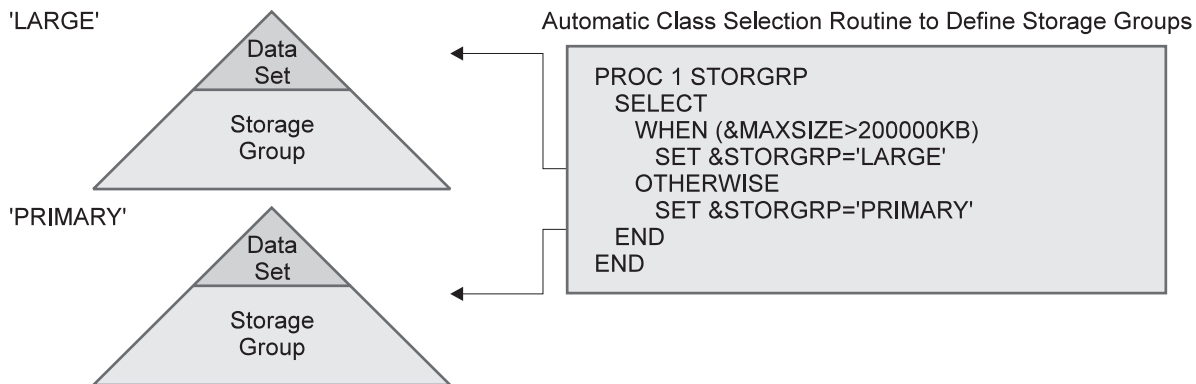 'LARGE'
Data
Set
Storage
Group
'PRIMARY'
Data
Set
Storage
Group
Automatic Class Selection Routine to Define Storage Groups
PROC 1 STORGRP
SELECT
WHEN (&MAXSIZE>200000KB)
SET &STORGRP='LARGE'
OTHERWISE
SET &STORGRP='PRIMARY'
END
END